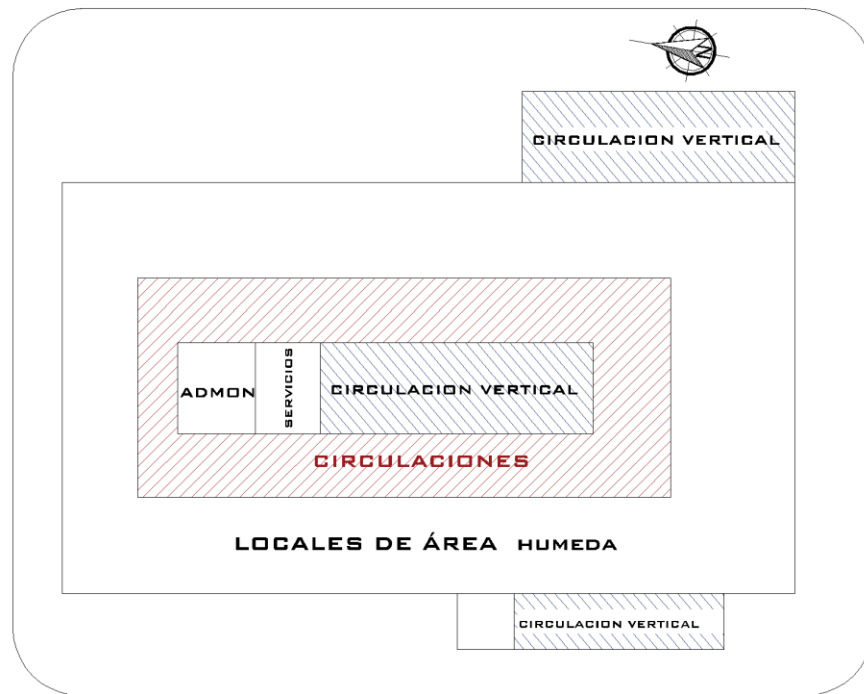 N
CIRCULACION VERTICAL
ADMON
SERVICIOS
CIRCULACION VERTICAL
CIRCULACIONES
LOCALES DE ÁREA HUMEDA
CIRCULACION VERTICAL